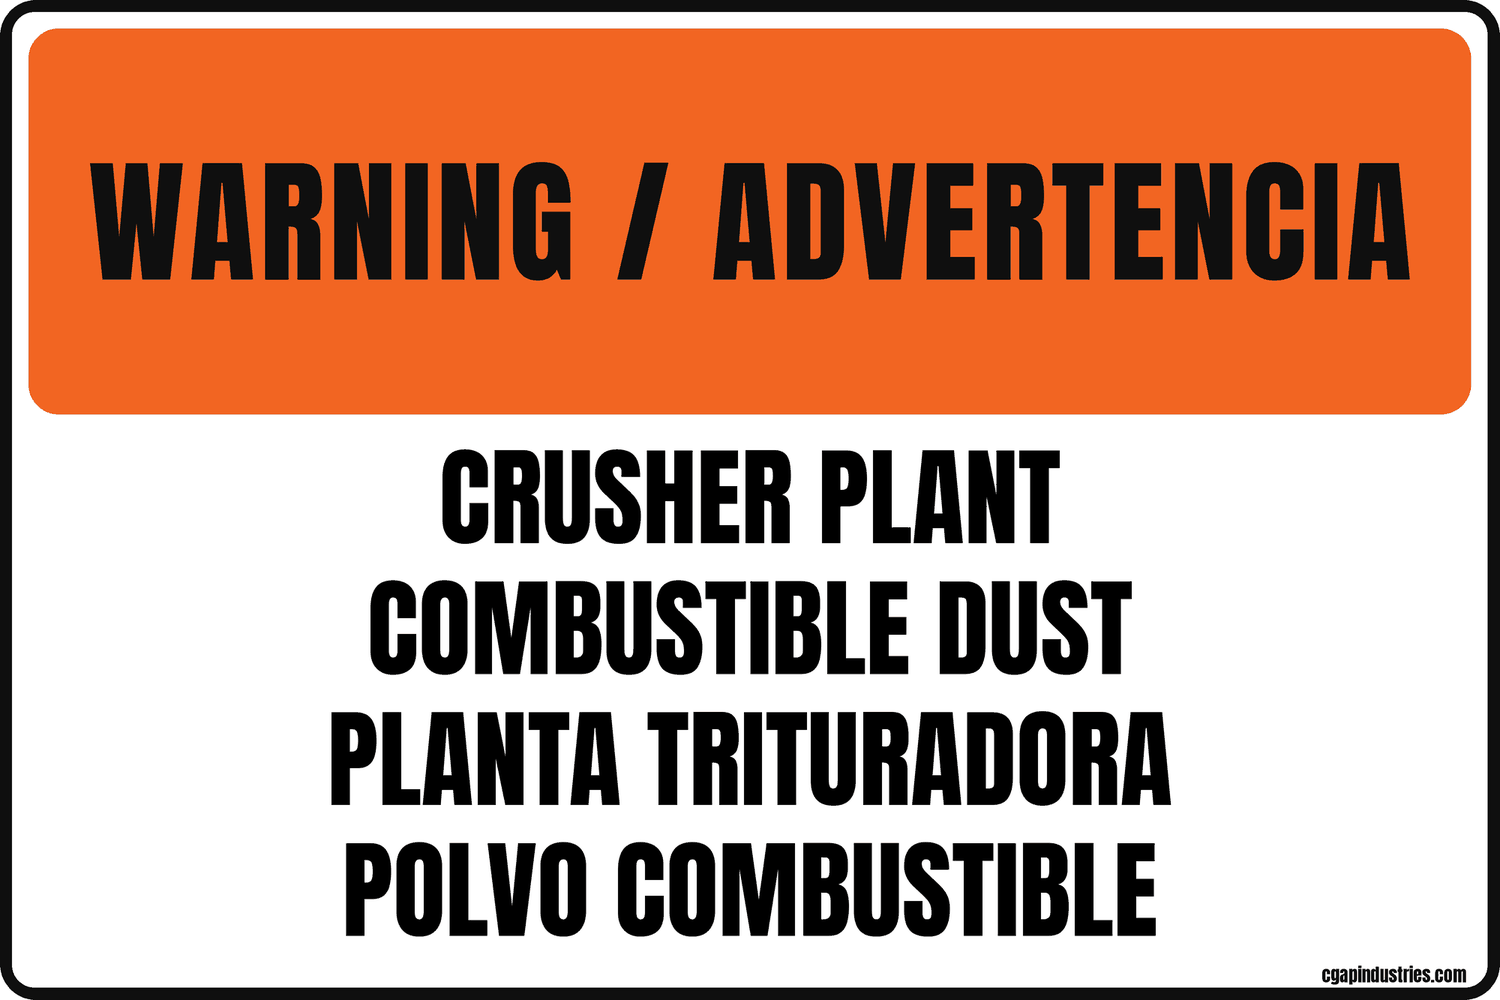 WARNING / ADVERTENCIA
CRUSHER PLANT
COMBUSTIBLE DUST
PLANTA TRITURADORA
POLVO COMBUSTIBLE
cgapindustries.com